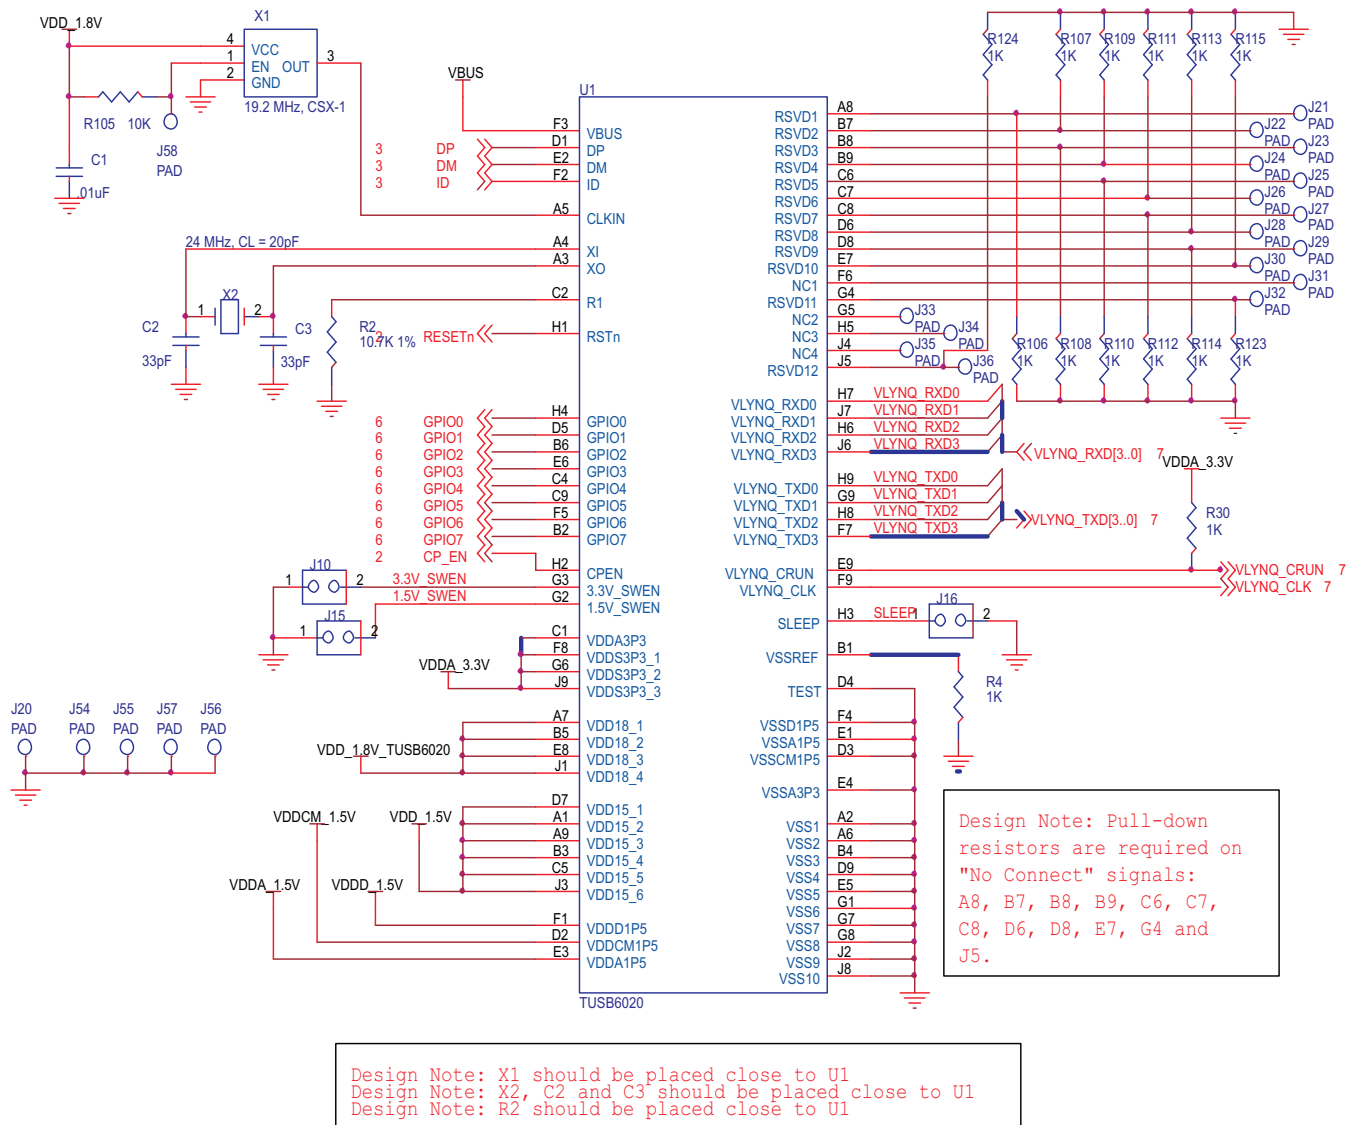 VDD_1.8V
X1
4
1
2
VCC
EN OUT
GND
3
19.2 MHz, CSX-1
R105 10K
J58
PAD
C1
.01uF
VBUS
U1
F3 VBUS
3 DP D1 DP
3 DM E2 DM
3 ID F2 ID
A5 CLKIN
24 MHz, CL = 20pF
A4 XI
A3 XO
1 X2 2
C2
33pF
C3
33pF
C2 R1
R2
10.7K 1%
2 RESETn H1 RSTn
6 GPIO0 H4 GPIO0
6 GPIO1 D5 GPIO1
6 GPIO2 B6 GPIO2
6 GPIO3 E6 GPIO3
6 GPIO4 C4 GPIO4
6 GPIO5 C9 GPIO5
6 GPIO6 F5 GPIO6
6 GPIO7 B2 GPIO7
2 CP_EN H2 CPEN
J10
1 2 3.3V_SWEN G3 3.3V_SWEN
J15
1 2 1.5V_SWEN G2 1.5V_SWEN
C1 VDDA3P3
F8 VDDS3P3_1
G6 VDDS3P3_2
VDDA_3.3V J9 VDDS3P3_3
J20 J54 J55 J57 J56
PAD PAD PAD PAD PAD
A7 VDD18_1
B5 VDD18_2
E8 VDD18_3
VDD_1.8V_TUSB6020 J1 VDD18_4
D7 VDD15_1
A1 VDD15_2
A9 VDD15_3
B3 VDD15_4
C5 VDD15_5
J3 VDD15_6
VDDCM_1.5V VDD_1.5V
VDDA_1.5V VDDD_1.5V
F1 VDDD1P5
D2 VDDCM1P5
E3 VDDA1P5
TUSB6020
R124 R107 R109 R111 R113 R115
1K 1K 1K 1K 1K 1K
RSVD1 A8 J21 PAD
RSVD2 B7 J22 PAD
RSVD3 B8 J23 PAD
RSVD4 B9 J24 PAD
RSVD5 C6 J25 PAD
RSVD6 C7 J26 PAD
RSVD7 C8 J27 PAD
RSVD8 D6 J28 PAD
RSVD9 D8 J29 PAD
RSVD10 E7 J30 PAD
NC1 F6 J31 PAD
RSVD11 G4 J32 PAD
NC2 G5 J33 PAD
NC3 H5 J34 PAD
NC4 J4 J35 PAD
RSVD12 J5 J36 PAD
R106 R108 R110 R112 R114 R123
1K 1K 1K 1K 1K 1K
VLYNQ_RXD0 H7 VLYNQ_RXD0
VLYNQ_RXD1 J7 VLYNQ_RXD1
VLYNQ_RXD2 H6 VLYNQ_RXD2
VLYNQ_RXD3 J6 VLYNQ_RXD3
VLYNQ_RXD[3..0] 7
VLYNQ_TXD0 H9 VLYNQ_TXD0
VLYNQ_TXD1 G9 VLYNQ_TXD1
VLYNQ_TXD2 H8 VLYNQ_TXD2
VLYNQ_TXD3 F7 VLYNQ_TXD3
VLYNQ_TXD[3..0] 7
VDDA_3.3V
R30
1K
VLYNQ_CRUN E9 VLYNQ_CRUN 7
VLYNQ_CLK F9 VLYNQ_CLK 7
J16
SLEEP H3 SLEEP 1 2
VSSREF B1
R4
1K
TEST D4
VSSD1P5 F4
VSSA1P5 E1
VSSCM1P5 D3
VSSA3P3 E4
VSS1 A2
VSS2 A6
VSS3 B4
VSS4 D9
VSS5 E5
VSS6 G1
VSS7 G7
VSS8 G8
VSS9 J2
VSS10 J8
Design Note: Pull-down
resistors are required on
"No Connect" signals:
A8, B7, B8, B9, C6, C7,
C8, D6, D8, E7, G4 and
J5.
Design Note: X1 should be placed close to U1
Design Note: X2, C2 and C3 should be placed close to U1
Design Note: R2 should be placed close to U1